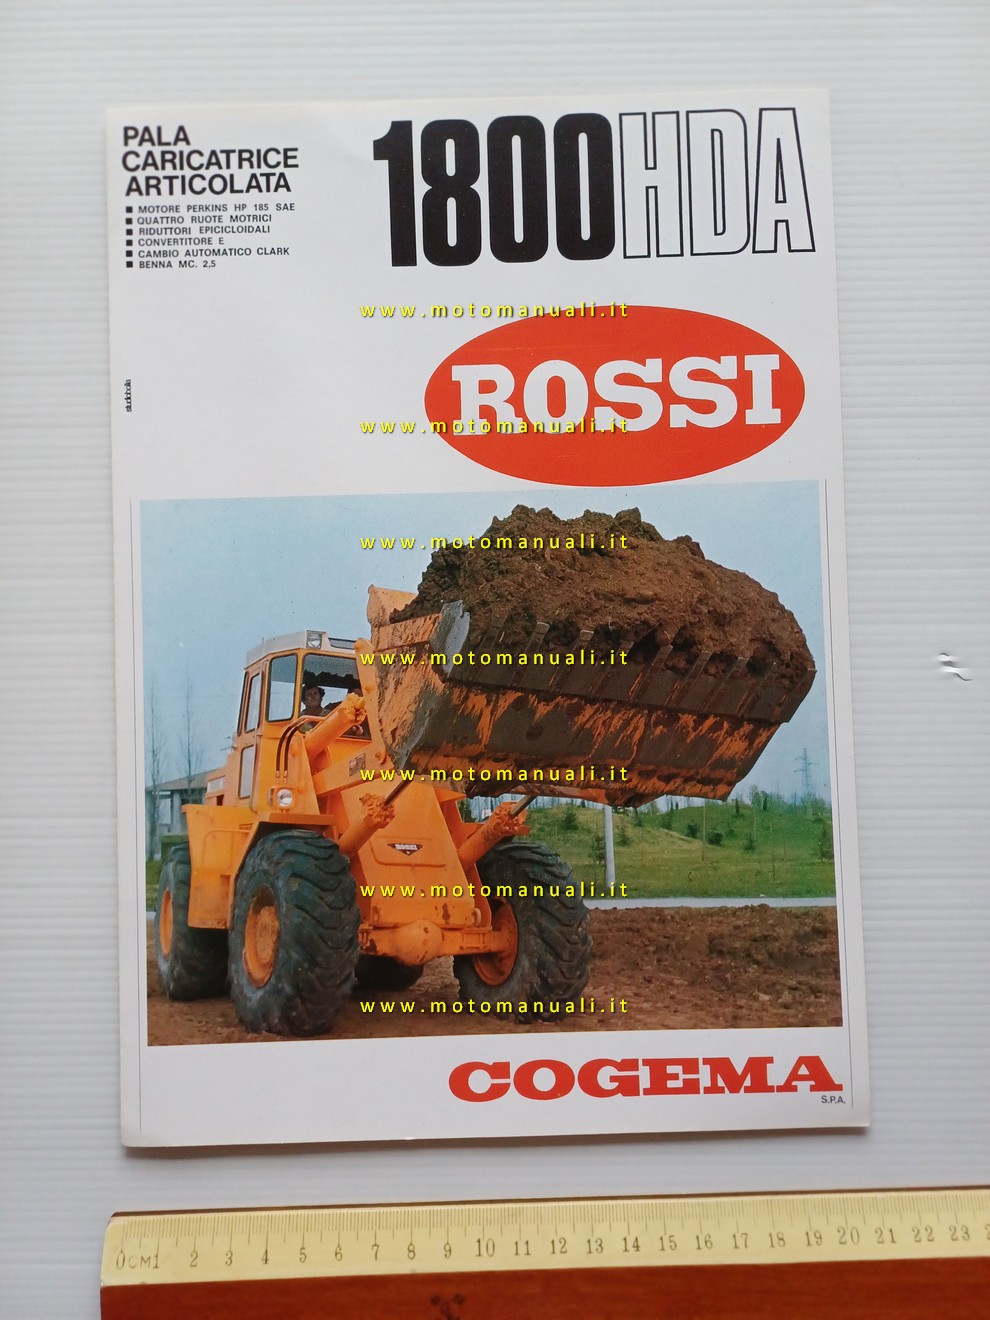 PALA
CARICATRICE
ARTICOLATA
■ MOTORE PERKINS HP 185 SAE
■ QUATTRO RUOTE MOTRICI
■ RIDUTTORI EPICICLOIDALI
■ CONVERTITORE E
■ CAMBIO AUTOMATICO CLARK
■ BENNA MC. 2,5
1800HDA
www.motomanuali.it
ROSSI
www.motomanuali.it
www.motomanuali.it
www.motomanuali.it
www.motomanuali.it
ROSSI
www.motomanuali.it
www.motomanuali.it
COGEMA
S.P.A.
0CM1 2 3 4 5 6 7 8 9 10 11 12 13 14 15 16 17 18 19 20 21 22 23